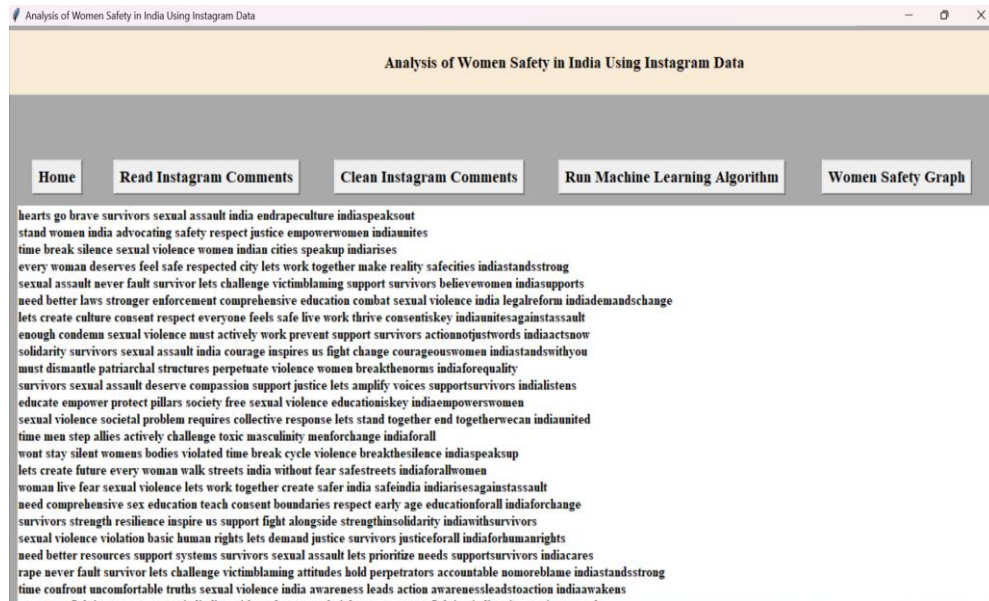 Analysis of Women Safety in India Using Instagram Data
Analysis of Women Safety in India Using Instagram Data
Home
Read Instagram Comments
Clean Instagram Comments
Run Machine Learning Algorithm
Women Safety Graph
hearts go brave survivors sexual assault india endrapeculture indiaspeaksout
stand women india advocating safety respect justice empowerwomen indiaunites
time break silence sexual violence women indian cities speakup indiarises
every woman deserves feel safe respected city lets work together make reality safecities indiastandsstrong
sexual assault never fault survivor lets challenge victimblaming support survivors believewomen indiasupports
need better laws stronger enforcement comprehensive education combat sexual violence india legalreform indiademandschange
lets create culture consent respect everyone feels safe live work thrive consentiskey indiaunitesagainstassault
enough condemn sexual violence must actively work prevent support survivors actionnotjustwords indiaactsnow
solidarity survivors sexual assault india courage inspires us fight change courageouswomen indiastandswithyou
must dismantle patriarchal structures perpetuate violence women breakthenorms indiaforequality
survivors sexual assault deserve compassion support justice lets amplify voices supportsurvivors indialistens
educate empower protect pillars society free sexual violence educationiskey indiaempowerswomen
sexual violence societal problem requires collective response lets stand together end togetherwecan indiaunited
time men step allies actively challenge toxic masculinity menforchange indiaforall
wont stay silent womens bodies violated time break cycle violence breakthesilence indiaspeaksup
lets create future every woman walk streets india without fear safestreets indiaforallwomen
woman live fear sexual violence lets work together create safer india safeindia indiarisesagainstassault
need comprehensive sex education teach consent boundaries respect early age educationforall indiaforchange
survivors strength resilience inspire us support fight alongside strengthinsolidarity indiawithsurvivors
sexual violence violation basic human rights lets demand justice survivors justiceforall indiaforhumanrights
need better resources support systems survivors sexual assault lets prioritize needs supportsurvivors indiacares
rape never fault survivor lets challenge victimblaming attitudes hold perpetrators accountable nomoreblame indiastandsstrong
time confront uncomfortable truths sexual violence india awareness leads action awarenessleadstoaction indiaawakens